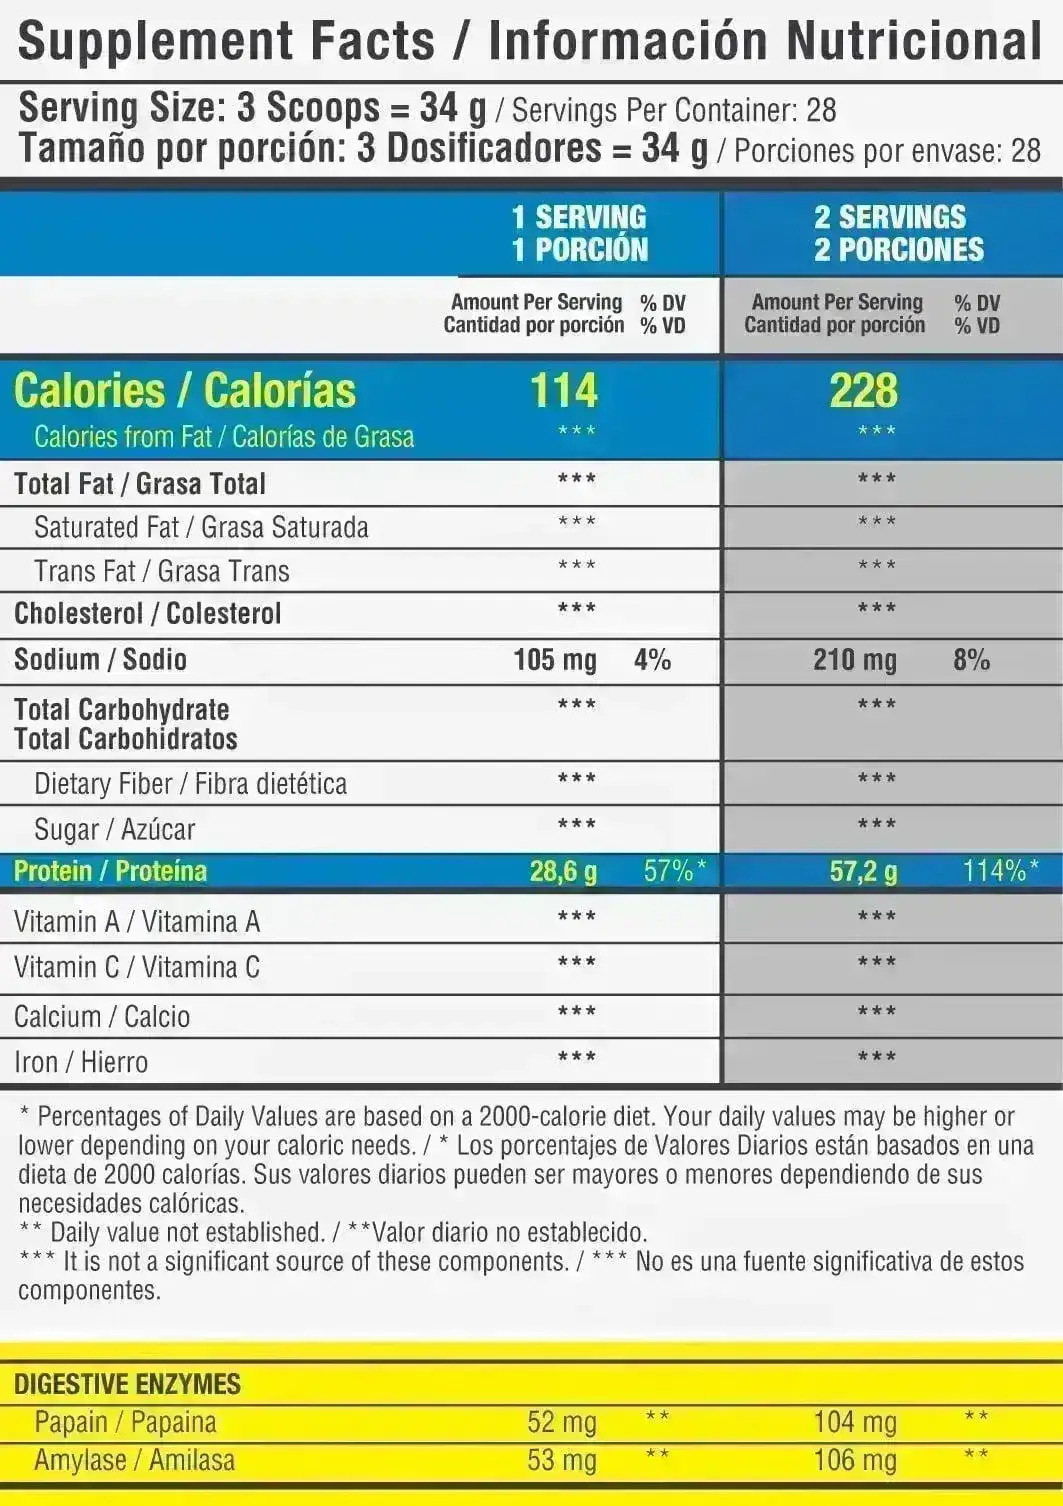 Supplement Facts / Información Nutricional
Serving Size: 3 Scoops = 34 g / Servings Per Container: 28
Tamaño por porción: 3 Dosificadores = 34 g / Porciones por envase: 28
1 SERVING 2 SERVINGS
1 PORCIÓN 2 PORCIONES
Amount Per Serving % DV Amount Per Serving % DV
Cantidad por porción % VD Cantidad por porción % VD
Calories / Calorías 114 228
Calories from Fat / Calorías de Grasa *** ***
Total Fat / Grasa Total *** ***
Saturated Fat / Grasa Saturada *** ***
Trans Fat / Grasa Trans *** ***
Cholesterol / Colesterol *** ***
Sodium / Sodio 105 mg 4% 210 mg 8%
Total Carbohydrate *** ***
Total Carbohidratos
Dietary Fiber / Fibra dietética *** ***
Sugar / Azúcar *** ***
Protein / Proteína 28,6 g 57%* 57,2 g 114%*
Vitamin A / Vitamina A *** ***
Vitamin C / Vitamina C *** ***
Calcium / Calcio *** ***
Iron / Hierro *** ***
* Percentages of Daily Values are based on a 2000-calorie diet. Your daily values may be higher or
lower depending on your caloric needs. / * Los porcentajes de Valores Diarios están basados en una
dieta de 2000 calorías. Sus valores diarios pueden ser mayores o menores dependiendo de sus
necesidades calóricas.
** Daily value not established. / **Valor diario no establecido.
*** It is not a significant source of these components. / *** No es una fuente significativa de estos
componentes.
DIGESTIVE ENZYMES
Papain / Papaina 52 mg ** 104 mg **
Amylase / Amilasa 53 mg ** 106 mg **